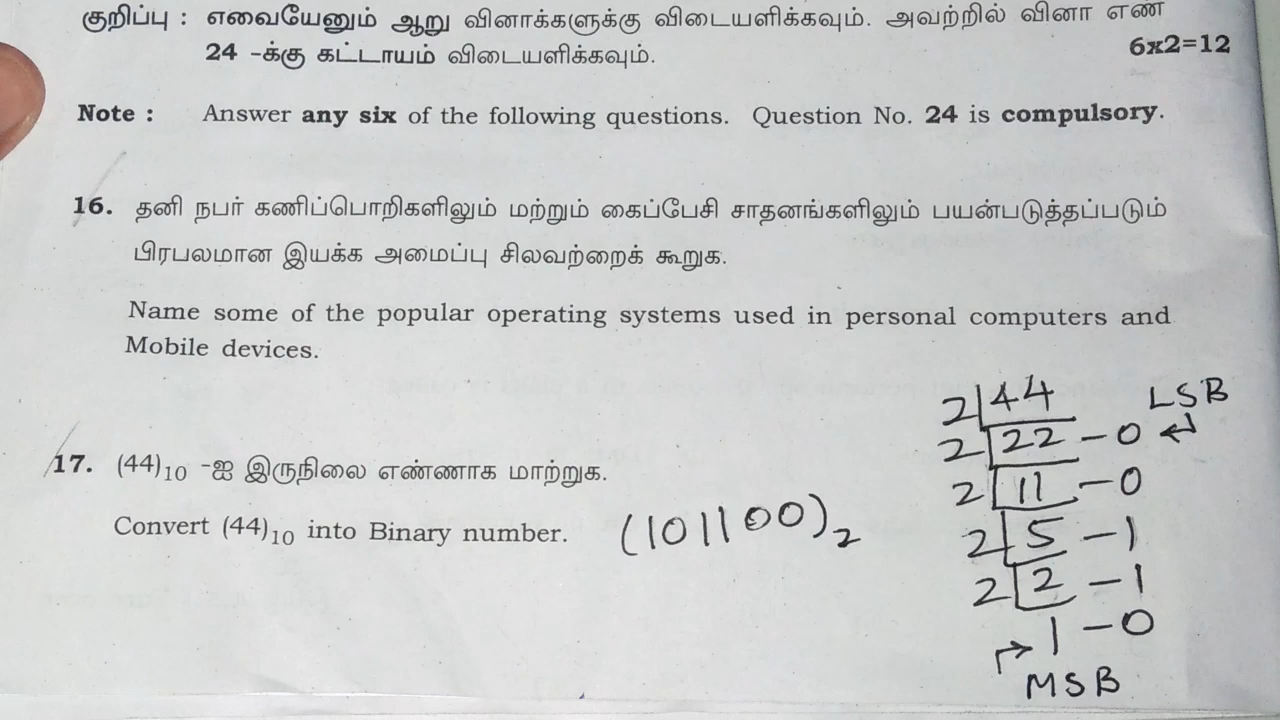 குறிப்பு : எவையேனும் ஆறு வினாக்களுக்கு விடையளிக்கவும். அவற்றில் வினா எண்
24 -க்கு கட்டாயம் விடையளிக்கவும். 6x2=12
Note : Answer any six of the following questions. Question No. 24 is compulsory.
16. தனி நபர் கணிப்பொறிகளிலும் மற்றும் கைப்பேசி சாதனங்களிலும் பயன்படுத்தப்படும்
பிரபலமான இயக்க அமைப்பு சிலவற்றைக் கூறுக.
Name some of the popular operating systems used in personal computers and
Mobile devices.
17. (44)₁₀ -ஐ இருநிலை எண்ணாக மாற்றுக.
Convert (44)₁₀ into Binary number. (101100)₂
2 44 LSB
2 22 - 0
2 11 - 0
2 5 - 1
2 2 - 1
1 - 0
MSB